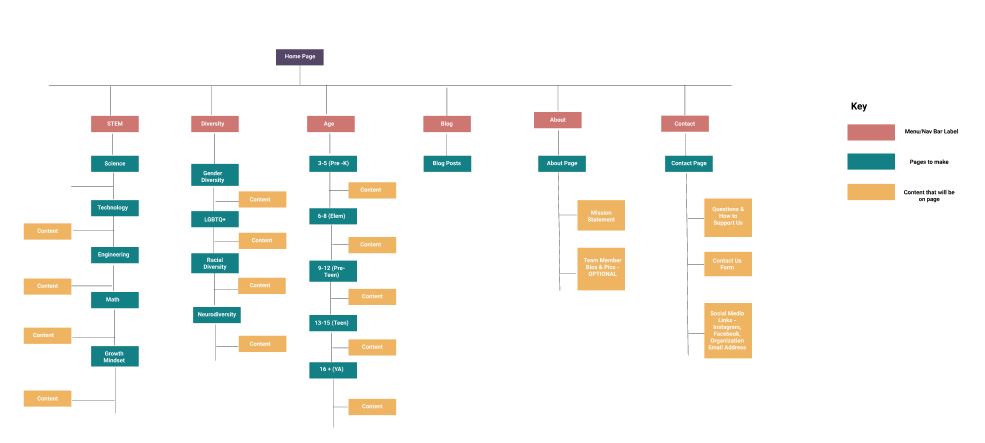 Home Page
STEM
Diversity
Age
Blog
About
Contact
Science
Technology
Content
Engineering
Content
Math
Content
Growth
Mindset
Content
Gender
Diversity
Content
LGBTQ+
Content
Racial
Diversity
Content
Neurodiversity
Content
3-5 (Pre-K)
Content
6-8 (Elem)
Content
9-12 (Pre-
Teen)
Content
13-15 (Teen)
Content
16 + (YA)
Content
Blog Posts
About Page
Mission
Statement
Team Member
Bios & Pics -
OPTIONAL
Contact Page
Questions &
How to
Support Us
Contact Us
Form
Social Media
Links -
Instagram,
Facebook,
Organization
Email Address
Key
Menu/Nav Bar Label
Pages to make
Content that will be
on page